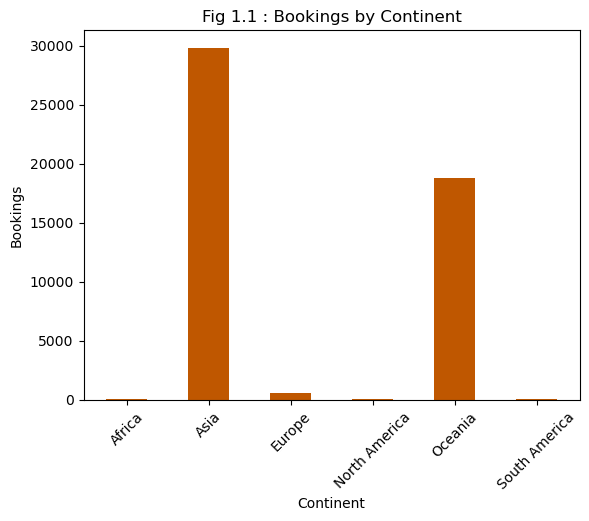 Fig 1.1 : Bookings by Continent
30000
25000
20000
15000
10000
5000
0
Bookings
Africa
Asia
Europe
North America
Oceania
South America
Continent